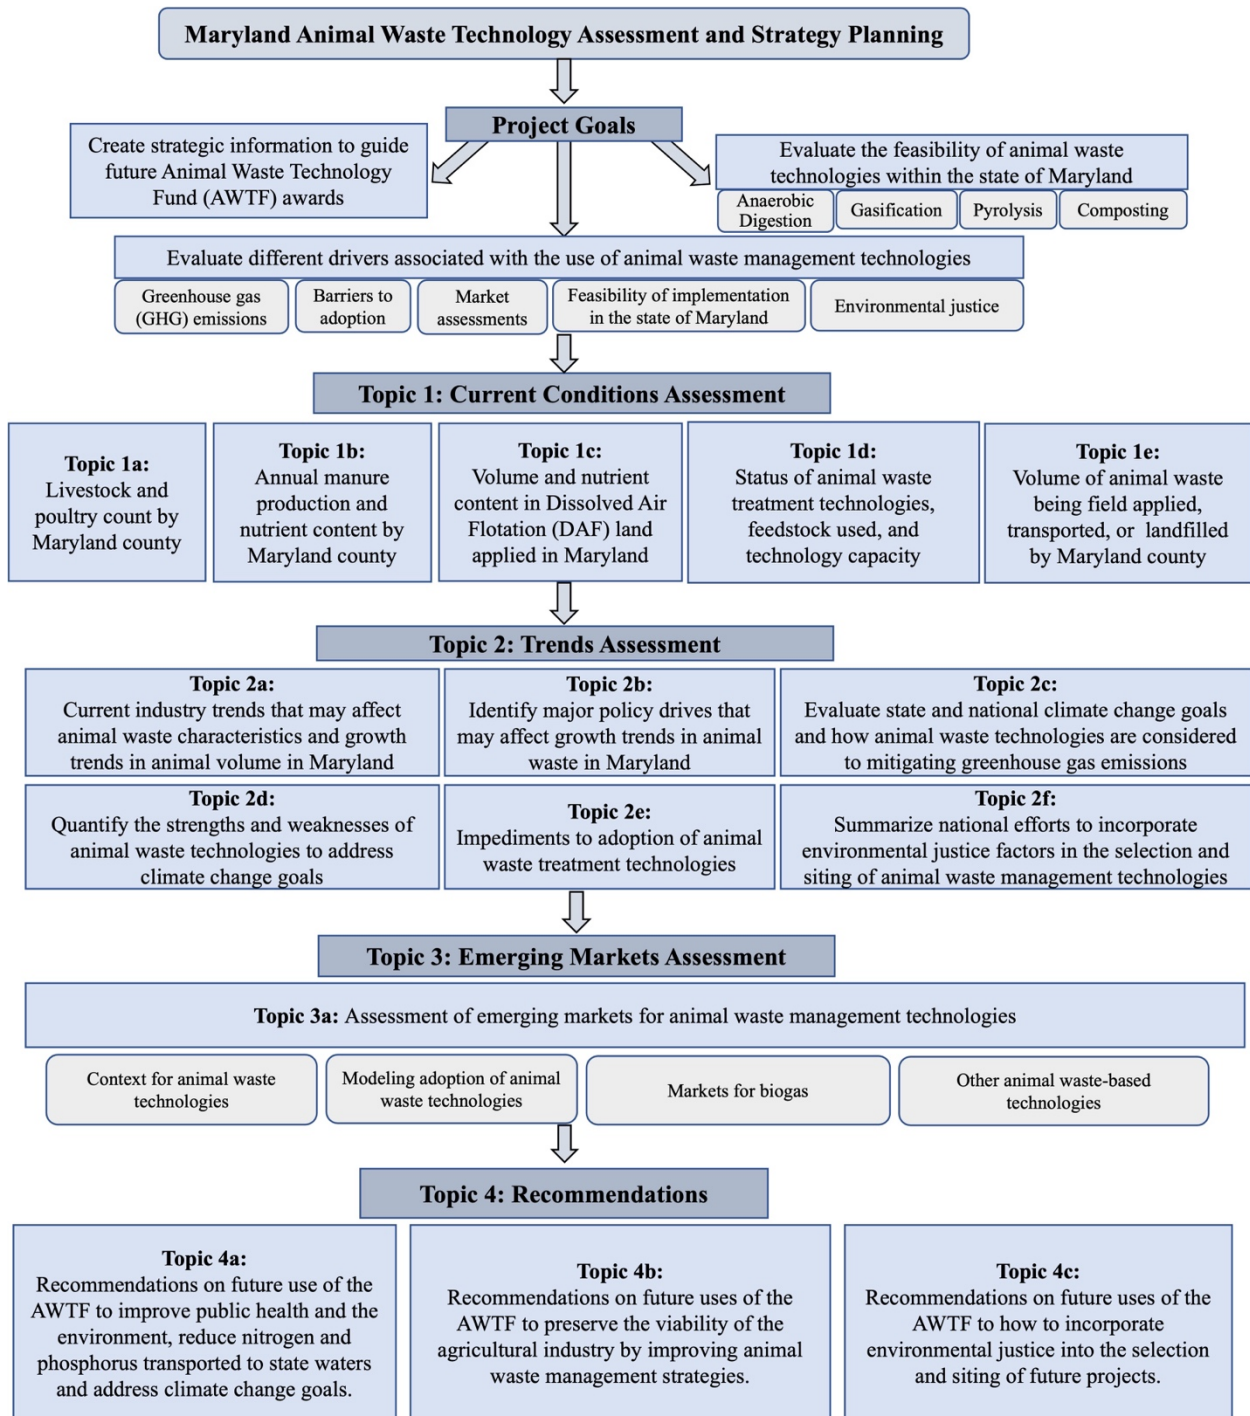 Maryland Animal Waste Technology Assessment and Strategy Planning
Project Goals
Create strategic information to guide
future Animal Waste Technology
Fund (AWTF) awards
Evaluate the feasibility of animal waste
technologies within the state of Maryland
Anaerobic
Digestion
Gasification
Pyrolysis
Composting
Evaluate different drivers associated with the use of animal waste management technologies
Greenhouse gas
(GHG) emissions
Barriers to
adoption
Market
assessments
Feasibility of implementation
in the state of Maryland
Environmental justice
Topic 1: Current Conditions Assessment
Topic 1a:
Livestock and
poultry count by
Maryland county
Topic 1b:
Annual manure
production and
nutrient content by
Maryland county
Topic 1c:
Volume and nutrient
content in Dissolved Air
Flotation (DAF) land
applied in Maryland
Topic 1d:
Status of animal waste
treatment technologies,
feedstock used, and
technology capacity
Topic 1e:
Volume of animal waste
being field applied,
transported, or landfilled
by Maryland county
Topic 2: Trends Assessment
Topic 2a:
Current industry trends that may affect
animal waste characteristics and growth
trends in animal volume in Maryland
Topic 2b:
Identify major policy drives that
may affect growth trends in animal
waste in Maryland
Topic 2c:
Evaluate state and national climate change goals
and how animal waste technologies are considered
to mitigating greenhouse gas emissions
Topic 2d:
Quantify the strengths and weaknesses of
animal waste technologies to address
climate change goals
Topic 2e:
Impediments to adoption of animal
waste treatment technologies
Topic 2f:
Summarize national efforts to incorporate
environmental justice factors in the selection and
siting of animal waste management technologies
Topic 3: Emerging Markets Assessment
Topic 3a: Assessment of emerging markets for animal waste management technologies
Context for animal waste
technologies
Modeling adoption of animal
waste technologies
Markets for biogas
Other animal waste-based
technologies
Topic 4: Recommendations
Topic 4a:
Recommendations on future use of the
AWTF to improve public health and the
environment, reduce nitrogen and
phosphorus transported to state waters
and address climate change goals.
Topic 4b:
Recommendations on future uses of the
AWTF to preserve the viability of the
agricultural industry by improving animal
waste management strategies.
Topic 4c:
Recommendations on future uses of the
AWTF to how to incorporate
environmental justice into the selection
and siting of future projects.